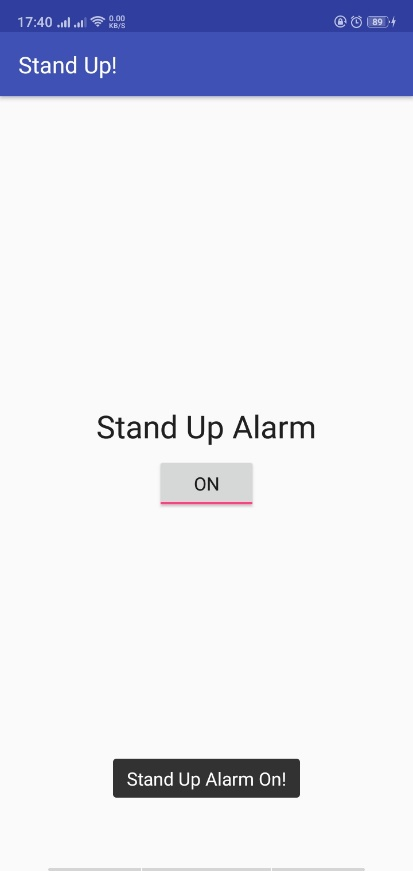 17:40 0.00 KB/S 89
Stand Up!
Stand Up Alarm
ON
Stand Up Alarm On!